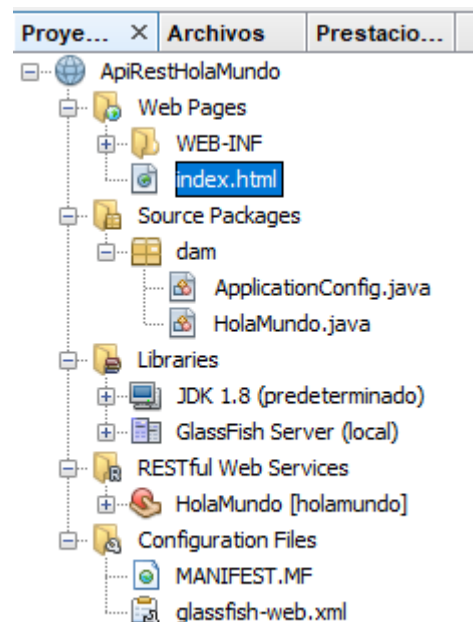 Proye... × Archivos Prestacio...
ApiRestHolaMundo
Web Pages
WEB-INF
index.html
Source Packages
dam
ApplicationConfig.java
HolaMundo.java
Libraries
JDK 1.8 (predeterminado)
GlassFish Server (local)
RESTful Web Services
HolaMundo [holamundo]
Configuration Files
MANIFEST.MF
glassfish-web.xml